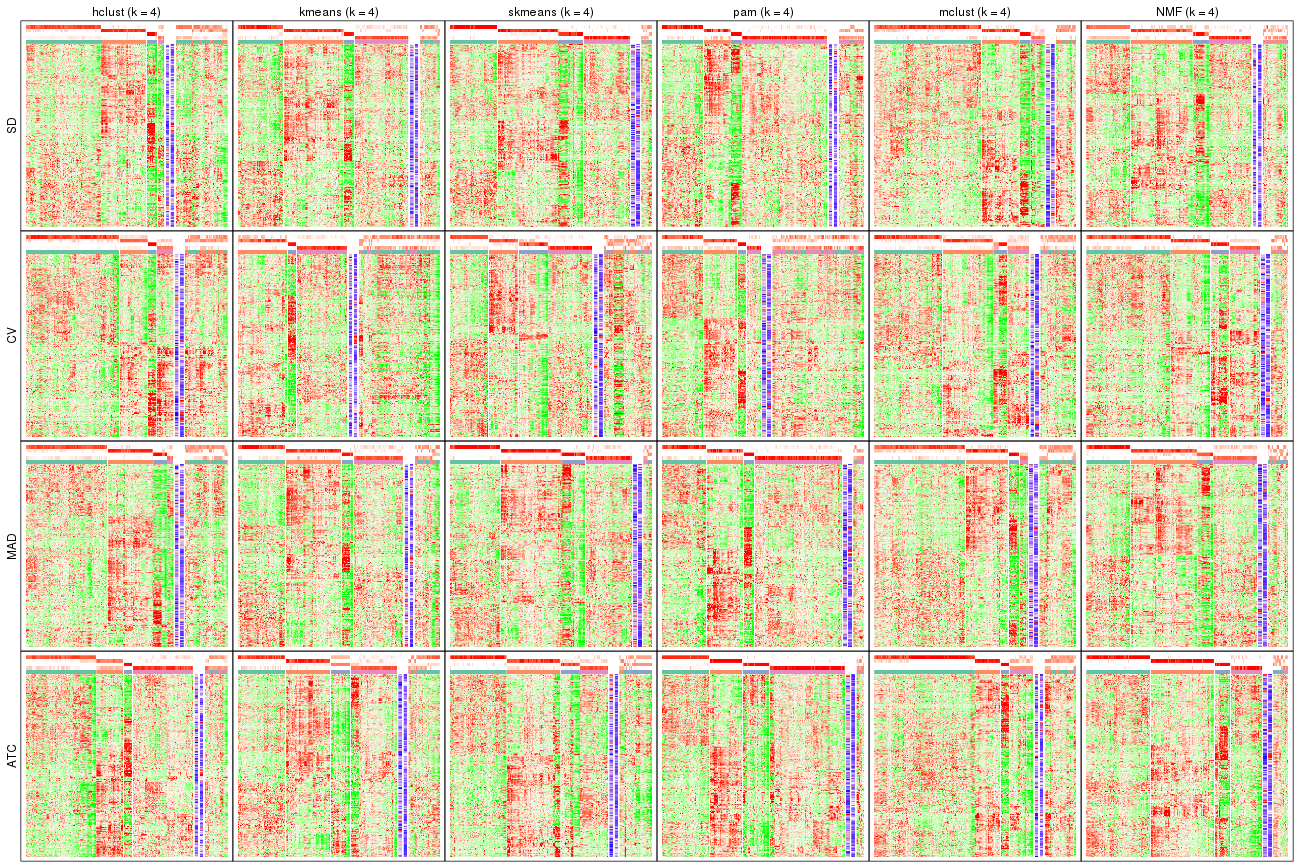 hclust (k = 4) kmeans (k = 4) skmeans (k = 4) pam (k = 4) mclust (k = 4) NMF (k = 4)
SD
CV
MAD
ATC